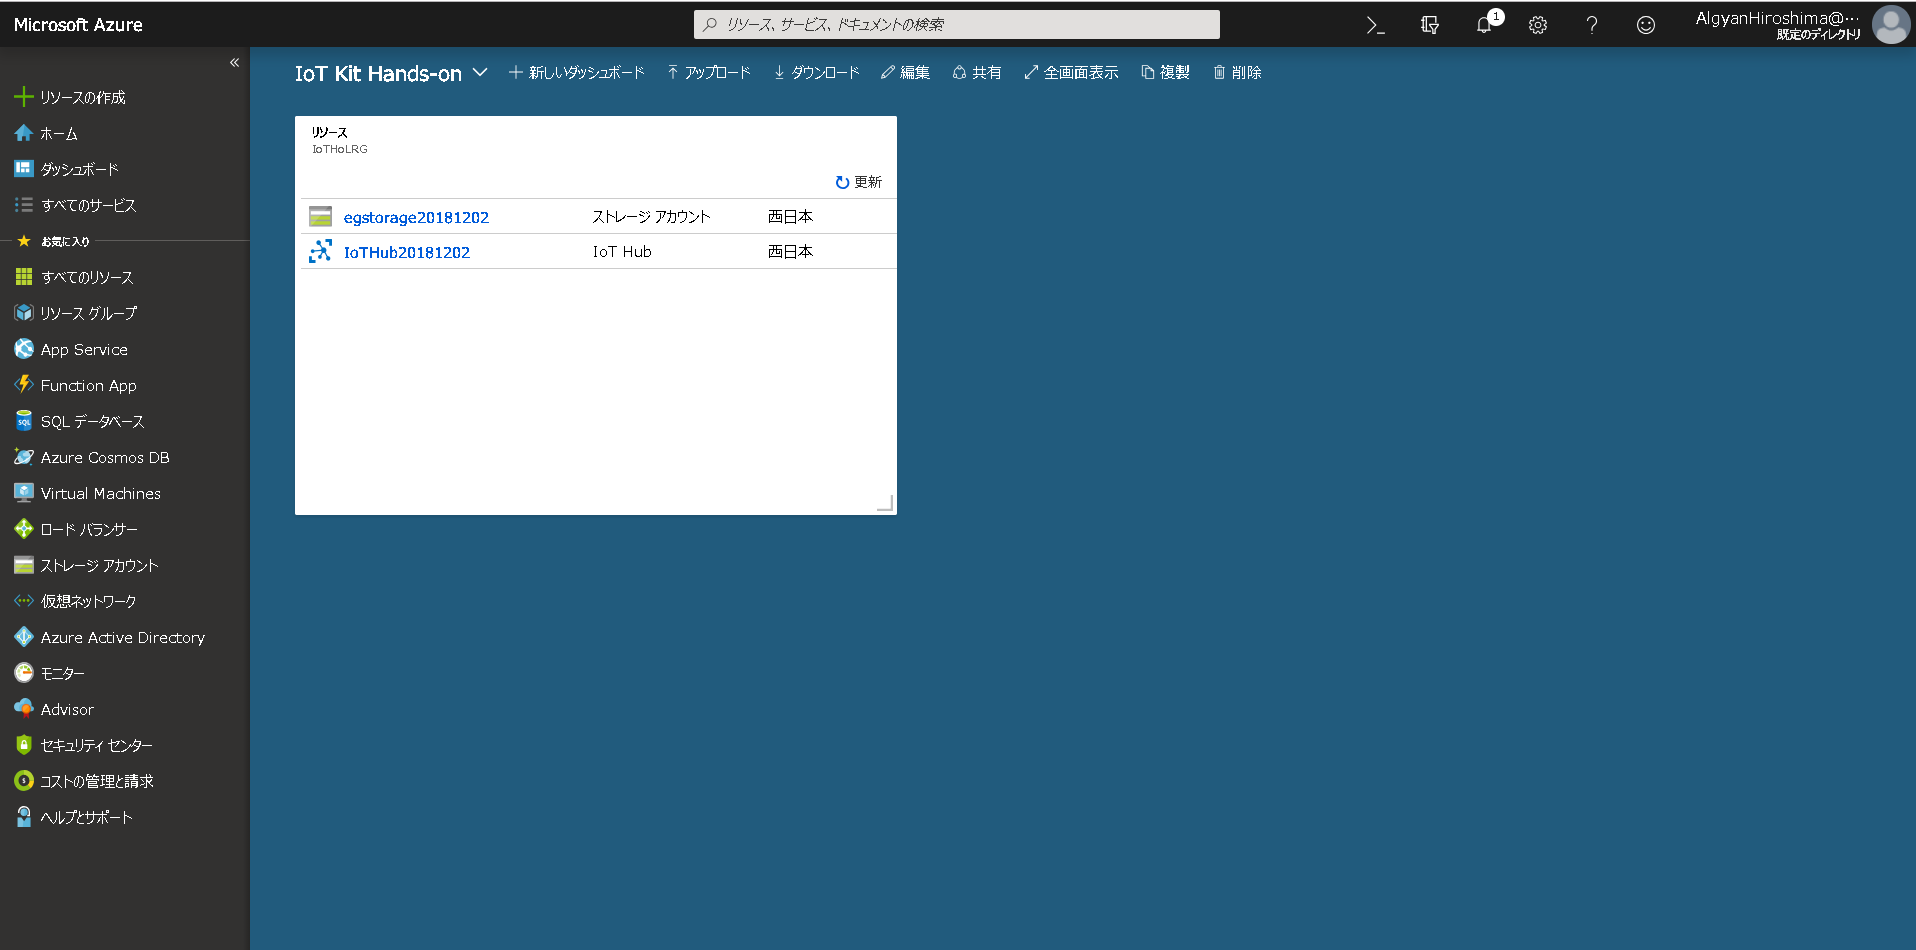 Microsoft Azure
リソース、サービス、ドキュメントの検索
1
AlgyanHiroshima@···
既定のディレクトリ
«
リソースの作成
ホーム
ダッシュボード
すべてのサービス
お気に入り
すべてのリソース
リソース グループ
App Service
Function App
SQL データベース
Azure Cosmos DB
Virtual Machines
ロード バランサー
ストレージ アカウント
仮想ネットワーク
Azure Active Directory
モニター
Advisor
セキュリティ センター
コストの管理と請求
ヘルプとサポート
IoT Kit Hands-on 新しいダッシュボード アップロード ダウンロード 編集 共有 全画面表示 複製 削除
リソース
IoTHoLRG
更新
egstorage20181202 ストレージ アカウント 西日本
IoTHub20181202 IoT Hub 西日本